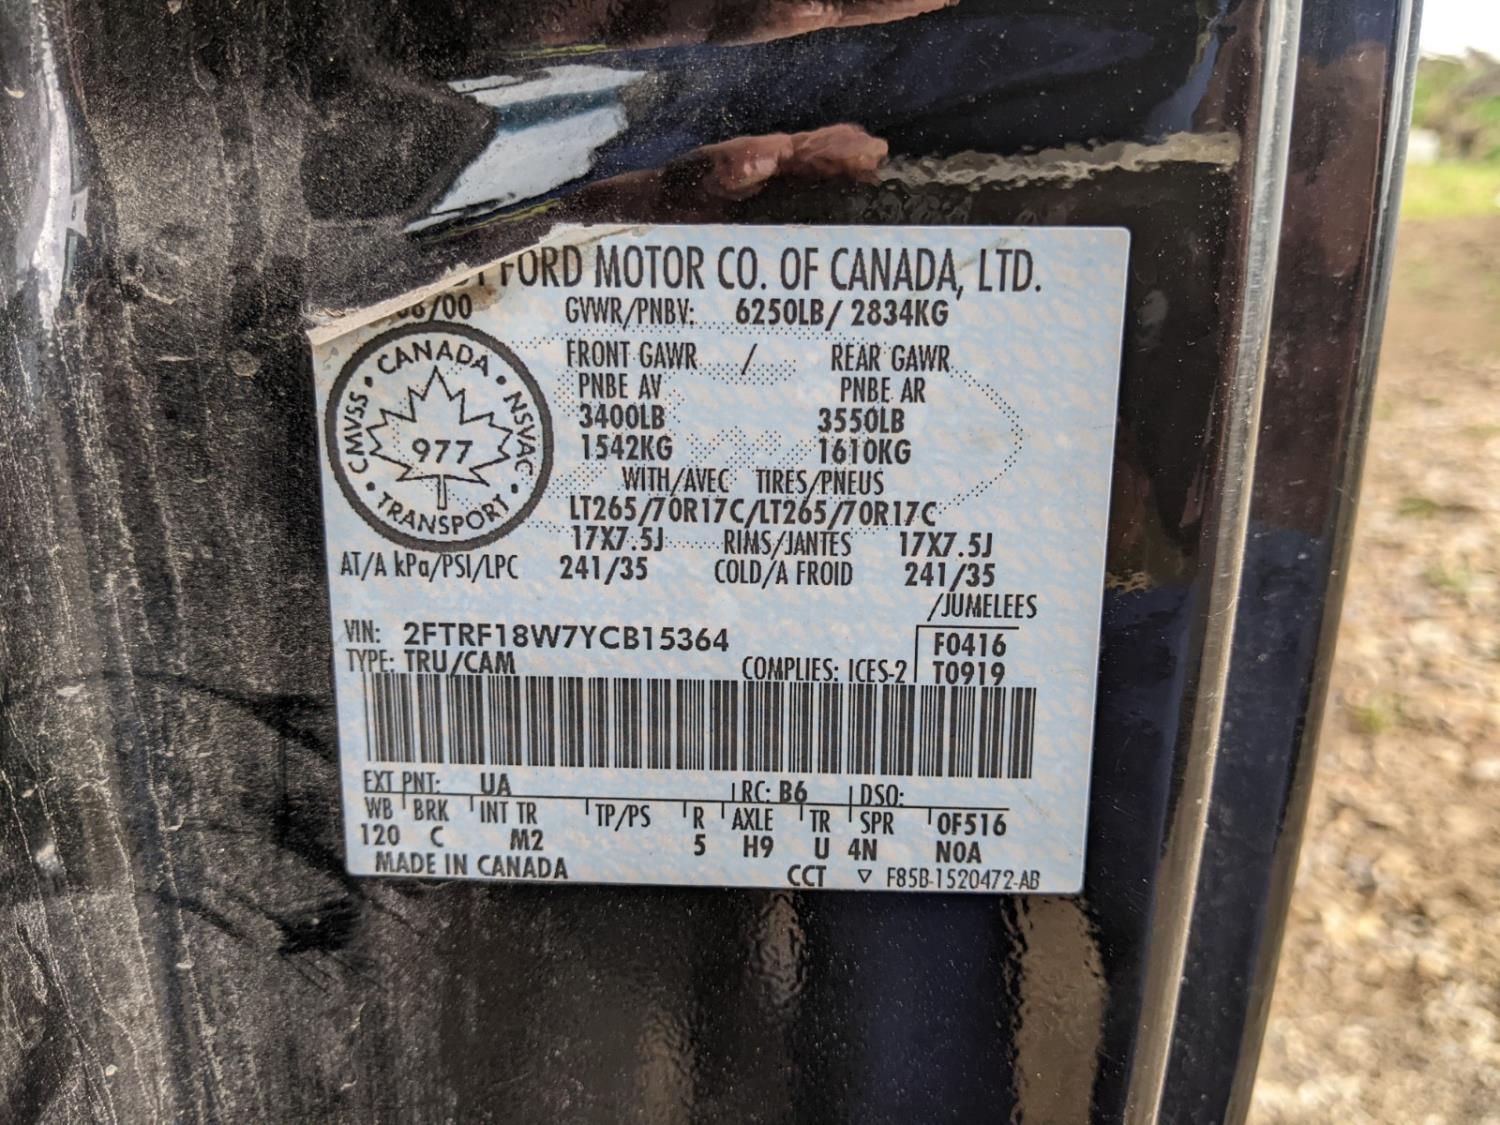 FORD MOTOR CO. OF CANADA, LTD.
/00 GVWR/PNBV: 6250LB/ 2834KG
CANADA • NSVAC • TRANSPORT • CMVSS •
977
FRONT GAWR / REAR GAWR
PNBE AV PNBE AR
3400LB 3550LB
1542KG 1610KG
WITH/AVEC TIRES/PNEUS
LT265/70R17C/LT265/70R17C
17X7.5J RIMS/JANTES 17X7.5J
AT/A kPa/PSI/LPC 241/35 COLD/A FROID 241/35
/JUMELEES
VIN: 2FTRF18W7YCB15364 F0416
TYPE: TRU/CAM COMPLIES: ICES-2 T0919
EXT PNT: UA RC: B6 DSO:
WB BRK INT TR TP/PS R AXLE TR SPR 0F516
120 C M2 5 H9 U 4N NOA
MADE IN CANADA CCT ▽ F85B-1520472-AB